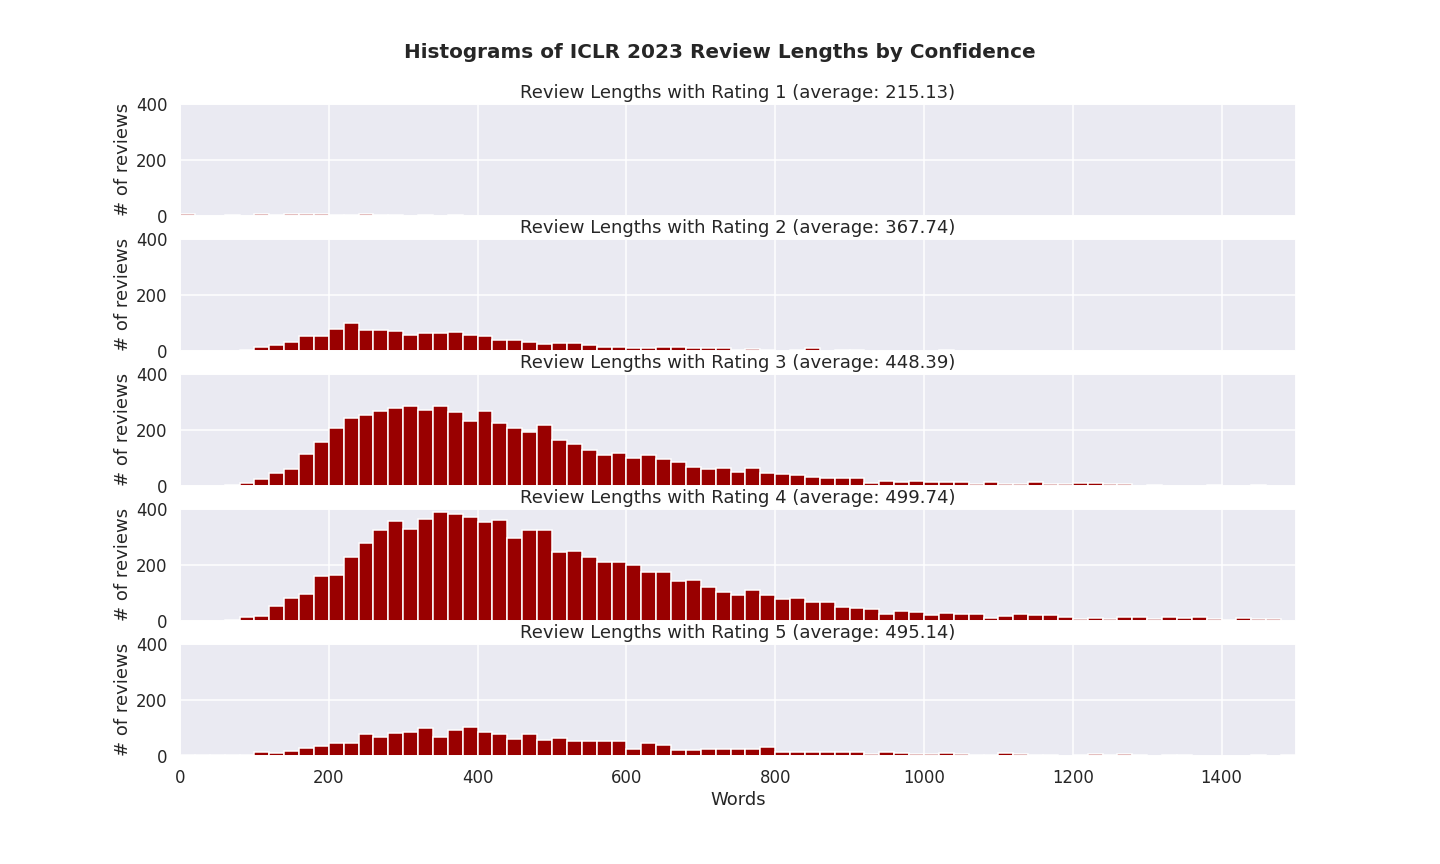 Histograms of ICLR 2023 Review Lengths by Confidence
Review Lengths with Rating 1 (average: 215.13)
# of reviews
400
200
0
Review Lengths with Rating 2 (average: 367.74)
# of reviews
400
200
0
Review Lengths with Rating 3 (average: 448.39)
# of reviews
400
200
0
Review Lengths with Rating 4 (average: 499.74)
# of reviews
400
200
0
Review Lengths with Rating 5 (average: 495.14)
# of reviews
400
200
0
0 200 400 600 800 1000 1200 1400
Words